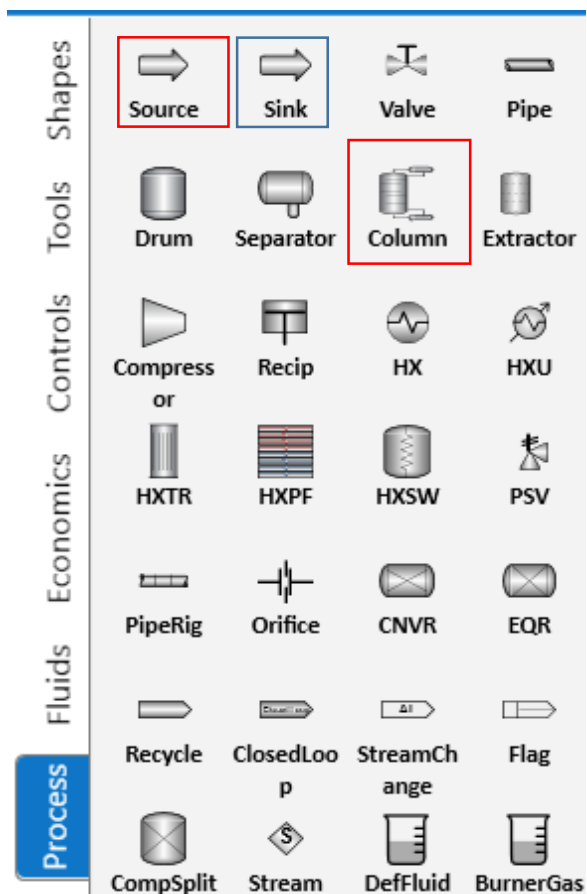 Shapes
Tools
Controls
Economics
Fluids
Process
Source Sink Valve Pipe
Drum Separator Column Extractor
Compress Recip HX HXU
or
HXTR HXPF HXSW PSV
PipeRig Orifice CNVR EQR
Recycle ClosedLoo StreamCh Flag
p ange
S
CompSplit Stream DefFluid BurnerGas